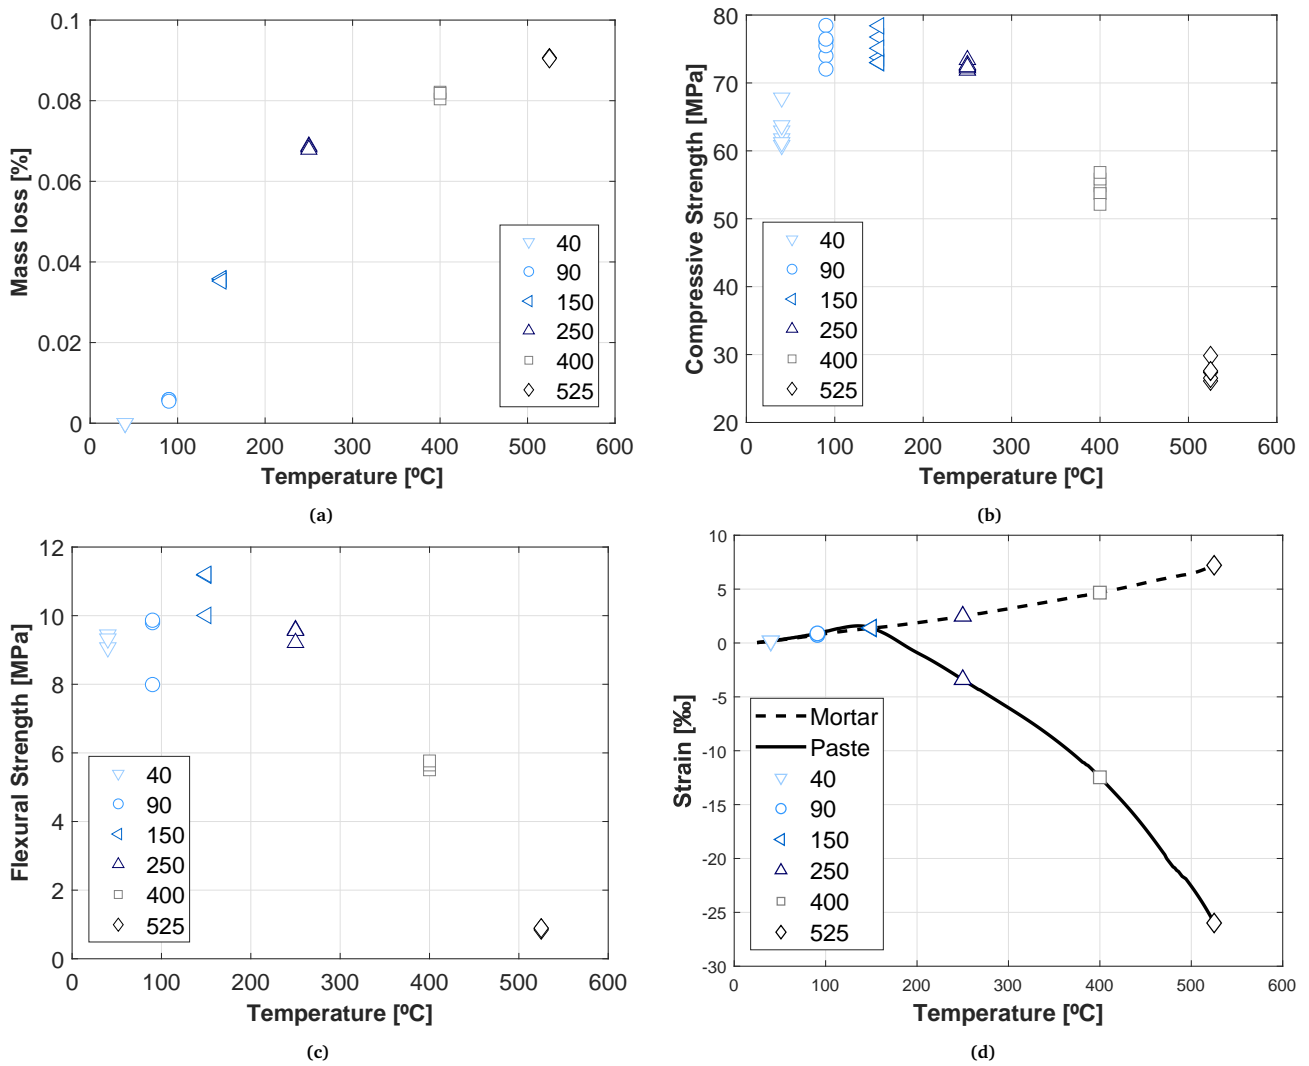 0.1
0.08
0.06
0.04
0.02
0
Mass loss [%]
0 100 200 300 400 500 600
Temperature [ºC]
40
90
150
250
400
525
(a)
80
70
60
50
40
30
20
Compressive Strength [MPa]
0 100 200 300 400 500 600
Temperature [ºC]
40
90
150
250
400
525
(b)
12
10
8
6
4
2
0
Flexural Strength [MPa]
0 100 200 300 400 500 600
Temperature [ºC]
40
90
150
250
400
525
(c)
10
5
0
-5
-10
-15
-20
-25
-30
Strain [‰]
0 100 200 300 400 500 600
Temperature [ºC]
Mortar
Paste
40
90
150
250
400
525
(d)